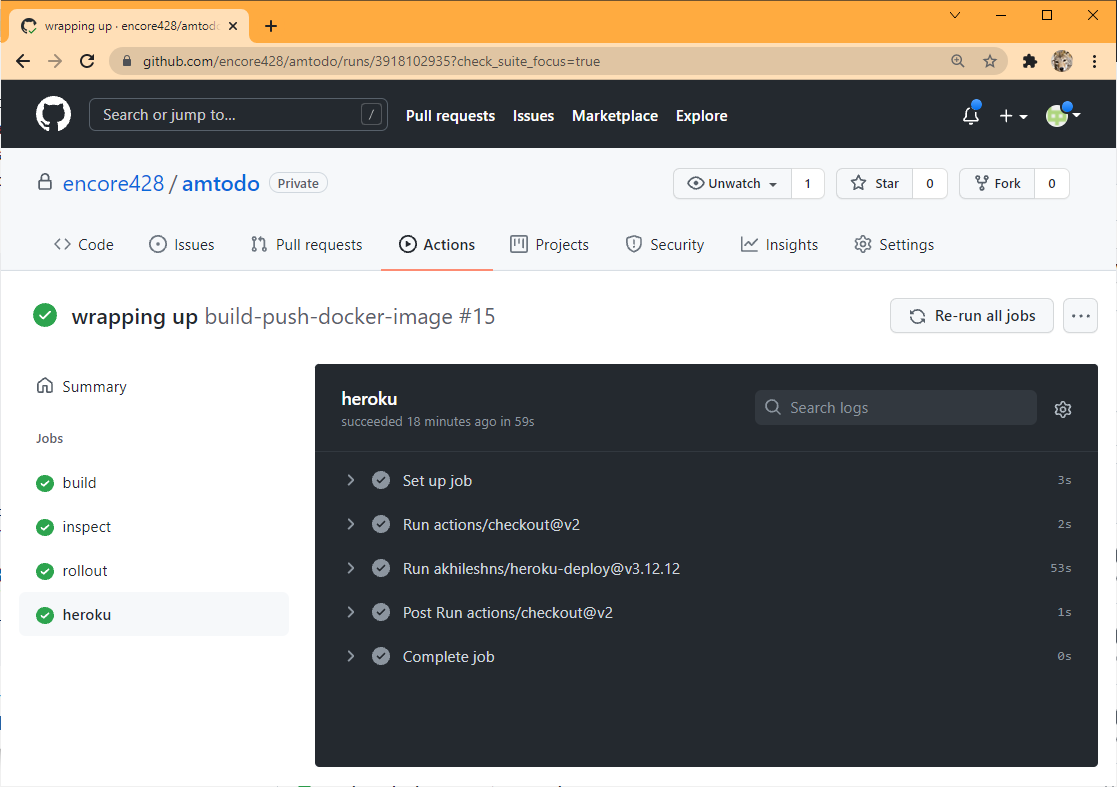 wrapping up · encore428/amtodo
github.com/encore428/amtodo/runs/3918102935?check_suite_focus=true
Search or jump to... / Pull requests Issues Marketplace Explore
encore428 / amtodo Private Unwatch 1 Star 0 Fork 0
Code Issues Pull requests Actions Projects Security Insights Settings
wrapping up build-push-docker-image #15 Re-run all jobs ...
Summary
Jobs
build
inspect
rollout
heroku
heroku
succeeded 18 minutes ago in 59s
Search logs
Set up job 3s
Run actions/checkout@v2 2s
Run akhileshns/heroku-deploy@v3.12.12 53s
Post Run actions/checkout@v2 1s
Complete job 0s